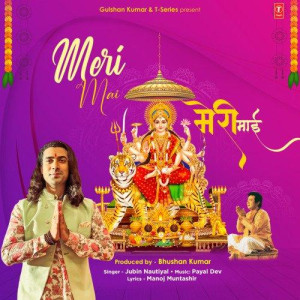 Gulshan Kumar & T-Series present
T-SERIES
Meri
Mai
मेरी माई
Produced by - Bhushan Kumar
Singer - Jubin Nautiyal • Music: Payal Dev
Lyrics - Manoj Muntashir